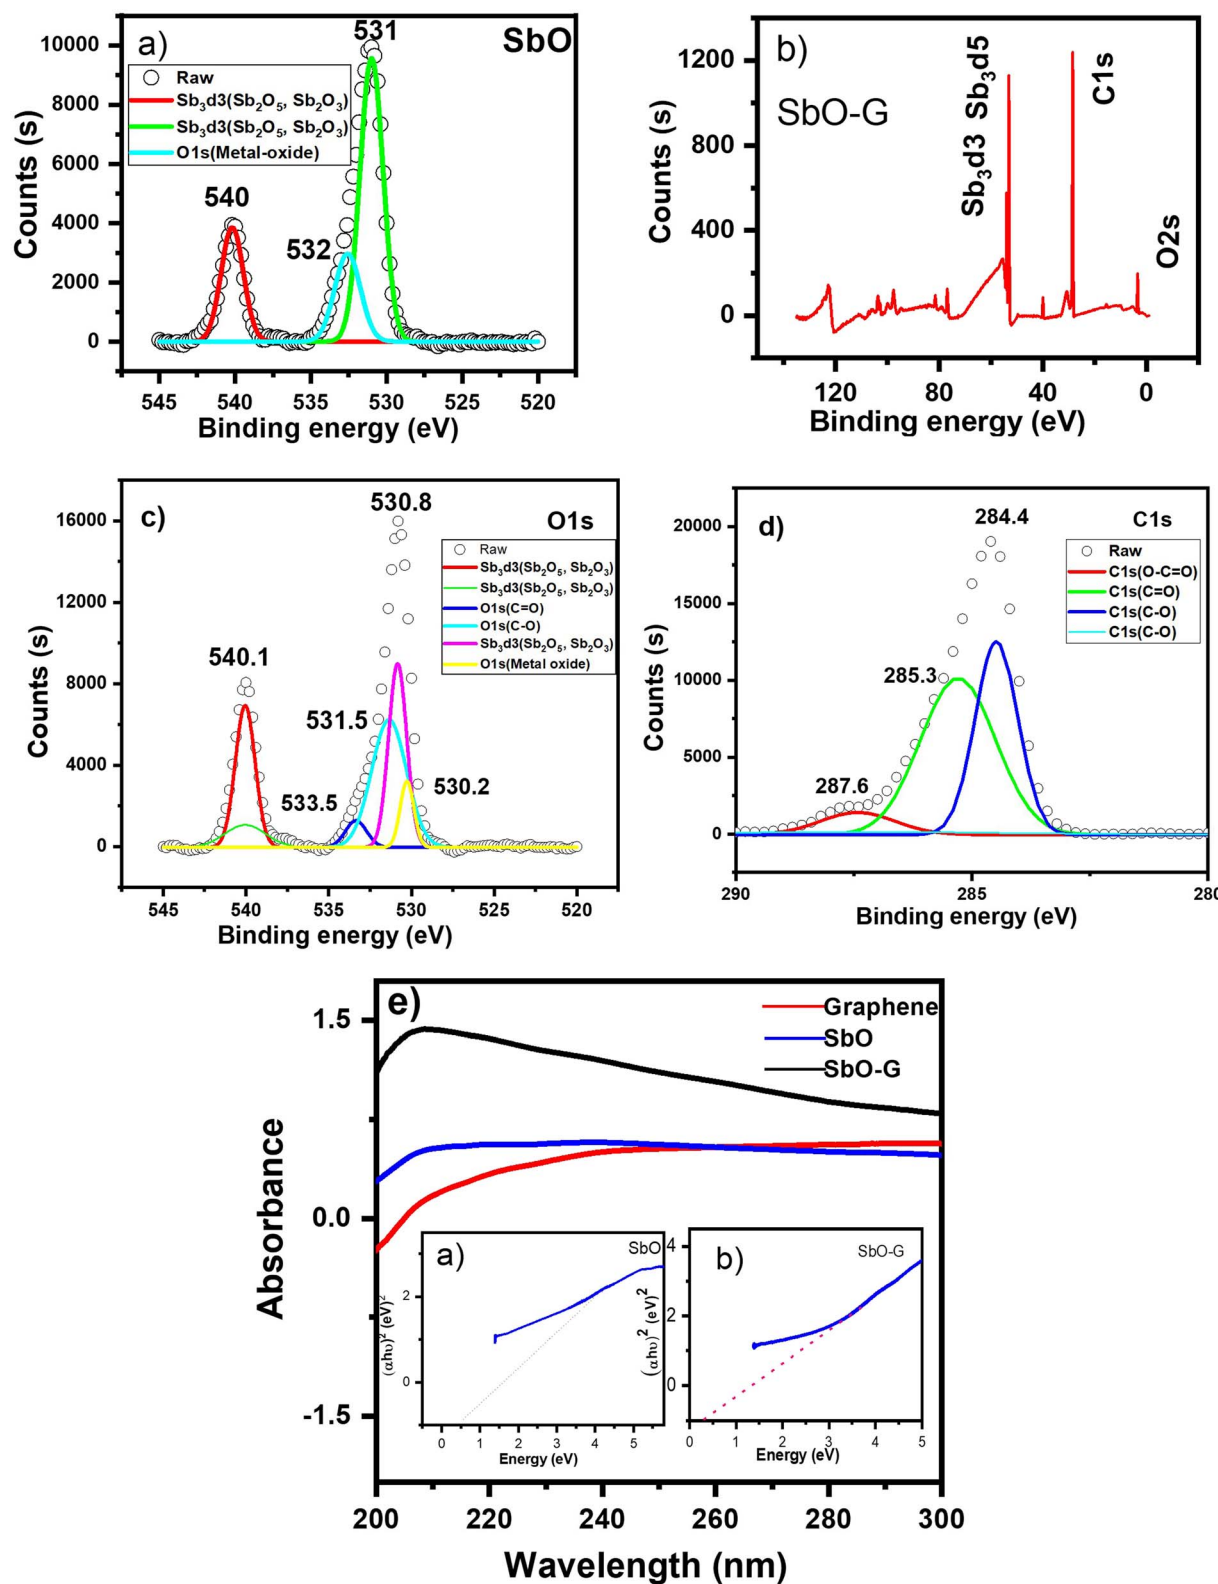 a)
531
SbO
Raw
Sb₃d3(Sb₂O₅, Sb₂O₃)
Sb₃d3(Sb₂O₅, Sb₂O₃)
O1s(Metal-oxide)
540
532
10000
8000
6000
4000
2000
0
Counts (s)
545 540 535 530 525 520
Binding energy (eV)
b)
SbO-G
Sb₃d3 Sb₃d5
C1s
O2s
1200
800
400
0
Counts (s)
120 80 40 0
Binding energy (eV)
c)
530.8
O1s
Raw
Sb₃d3(Sb₂O₅, Sb₂O₃)
Sb₃d3(Sb₂O₅, Sb₂O₃)
O1s(C=O)
O1s(C-O)
Sb₃d3(Sb₂O₅, Sb₂O₃)
O1s(Metal oxide)
540.1
531.5
533.5
530.2
16000
12000
8000
4000
0
Counts (s)
545 540 535 530 525 520
Binding energy (eV)
d)
284.4
C1s
Raw
C1s(O-C=O)
C1s(C=O)
C1s(C-O)
C1s(C-O)
285.3
287.6
20000
15000
10000
5000
0
Counts (s)
290 285 280
Binding energy (eV)
e)
Graphene
SbO
SbO-G
1.5
0.0
-1.5
Absorbance
a)
SbO
2
1
0
(αhυ)² (eV)²
0 1 2 3 4 5
Energy (eV)
b)
SbO-G
4
2
0
(αhυ)² (eV)²
0 1 2 3 4 5
Energy (eV)
200 220 240 260 280 300
Wavelength (nm)